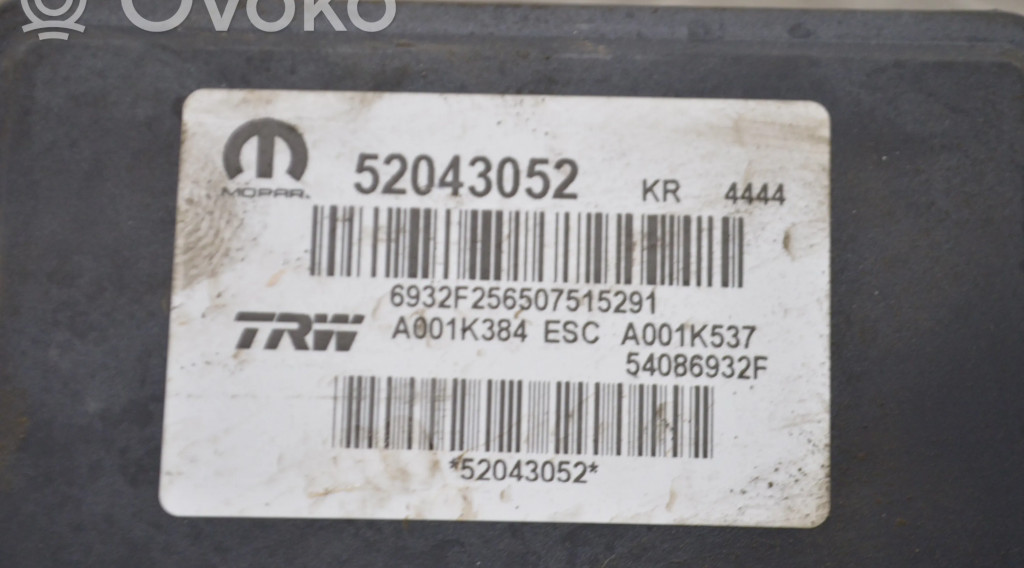 Ovoko
MOPAR.
52043052 KR 4444
6932F256507515291
TRW A001K384 ESC A001K537
54086932F
*52043052*